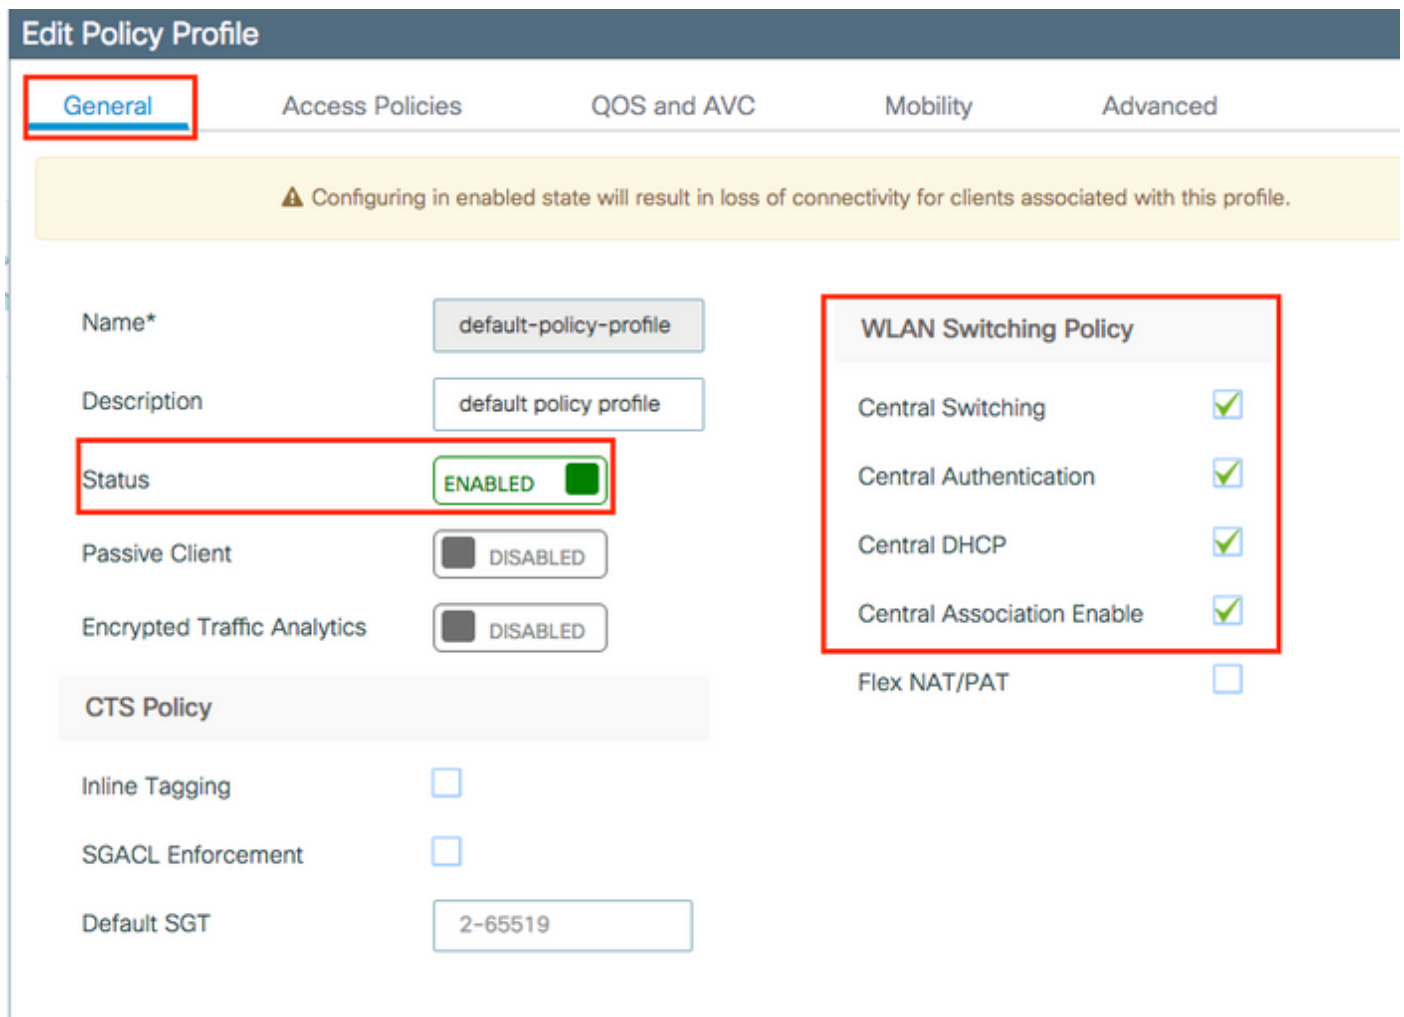 Edit Policy Profile
General Access Policies QOS and AVC Mobility Advanced
Configuring in enabled state will result in loss of connectivity for clients associated with this profile.
Name* default-policy-profile
Description default policy profile
Status ENABLED
Passive Client DISABLED
Encrypted Traffic Analytics DISABLED
CTS Policy
Inline Tagging
SGACL Enforcement
Default SGT 2-65519
WLAN Switching Policy
Central Switching
Central Authentication
Central DHCP
Central Association Enable
Flex NAT/PAT